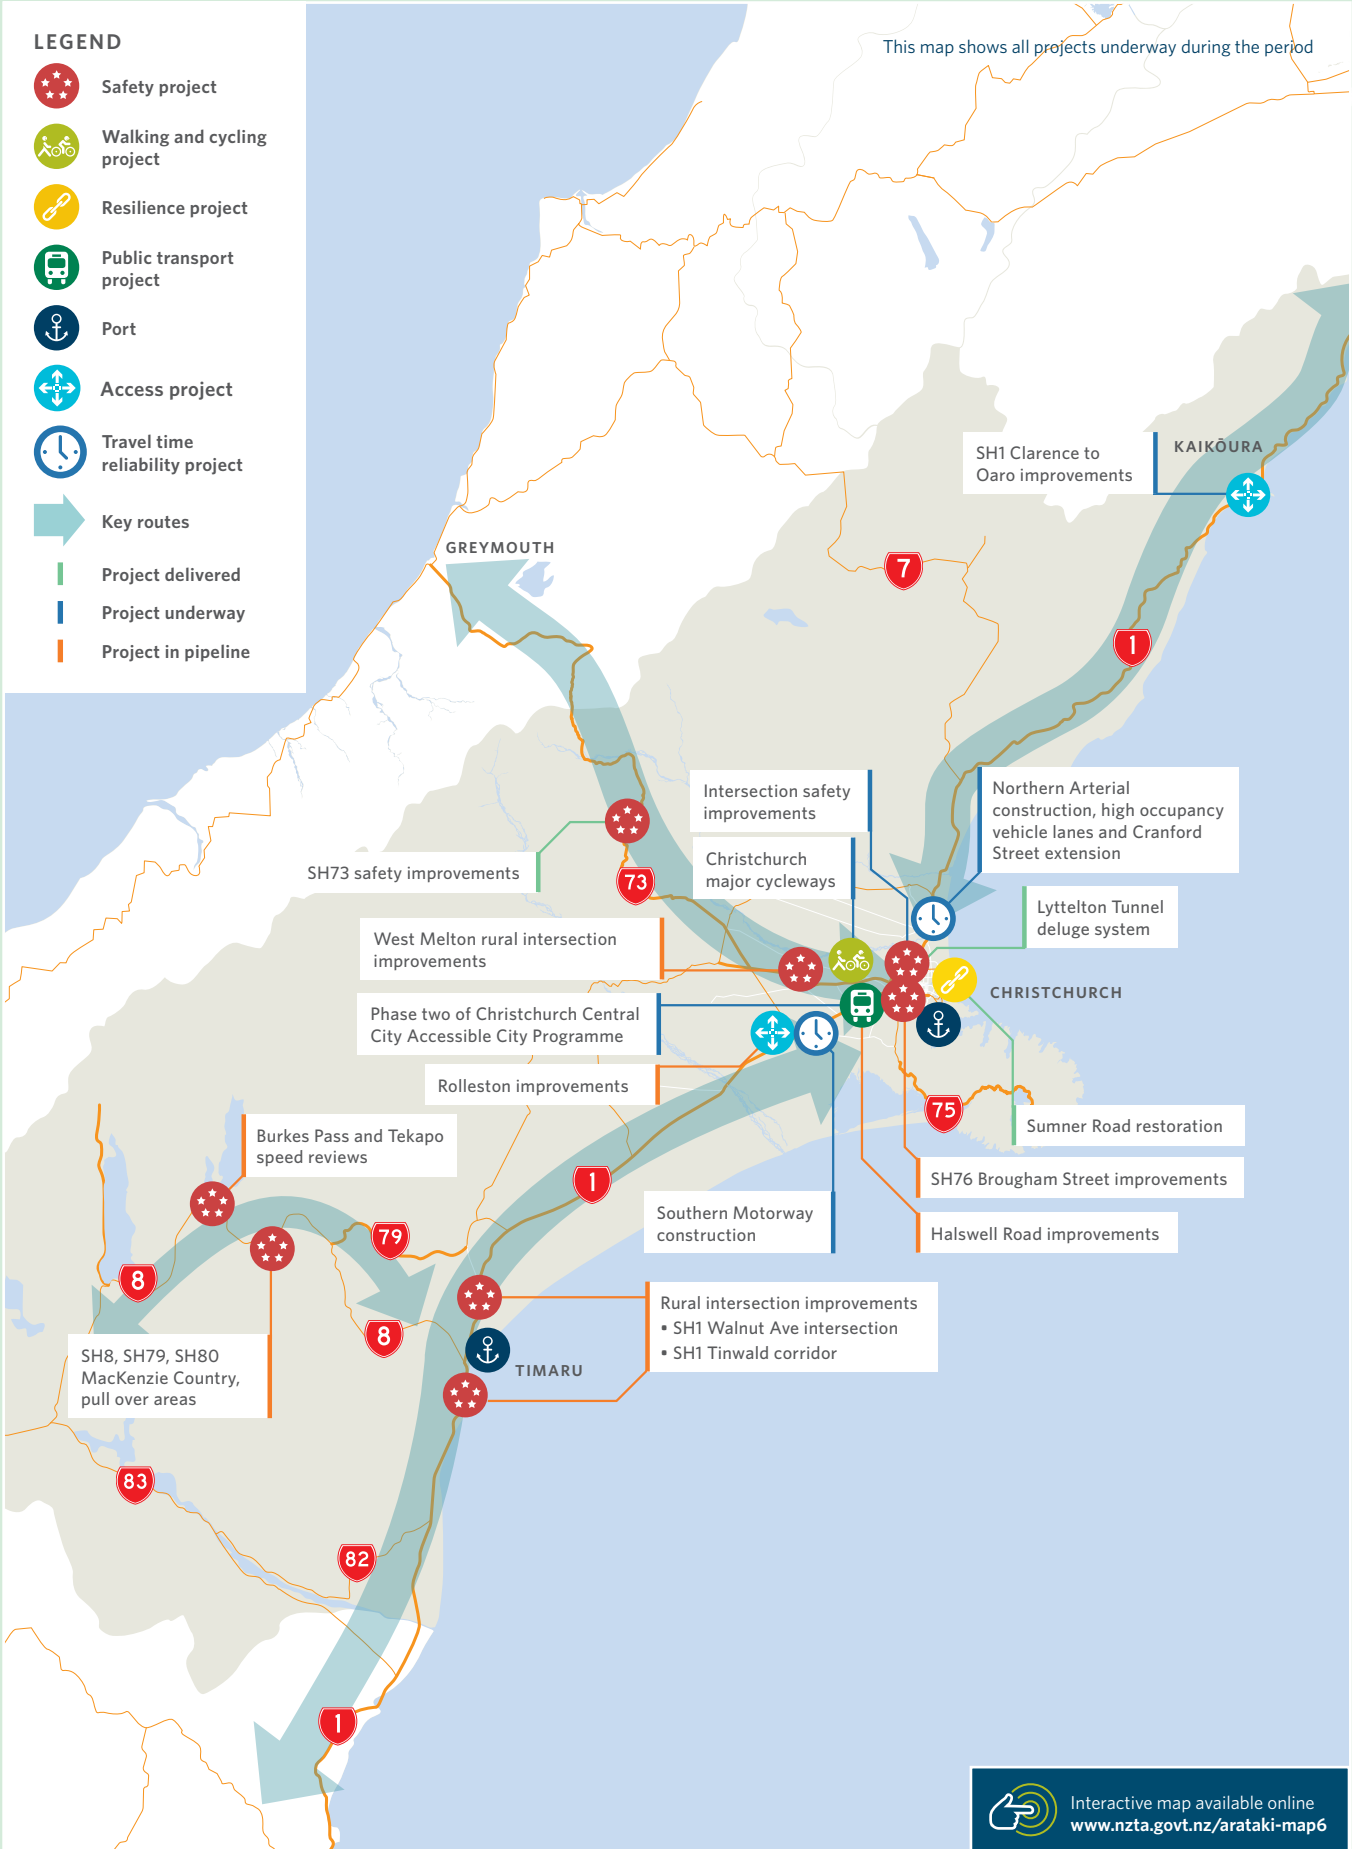 LEGEND
Safety project
Walking and cycling
project
Resilience project
Public transport
project
Port
Access project
Travel time
reliability project
Key routes
Project delivered
Project underway
Project in pipeline
This map shows all projects underway during the period
SH1 Clarence to
Oaro improvements
KAIKŌURA
GREYMOUTH
7
1
Intersection safety
improvements
Northern Arterial
construction, high occupancy
vehicle lanes and Cranford
Street extension
Christchurch
major cycleways
SH73 safety improvements
73
Lyttelton Tunnel
deluge system
West Melton rural intersection
improvements
CHRISTCHURCH
Phase two of Christchurch Central
City Accessible City Programme
Rolleston improvements
75
Sumner Road restoration
Burkes Pass and Tekapo
speed reviews
SH76 Brougham Street improvements
1
Southern Motorway
construction
Halswell Road improvements
79
8
8
Rural intersection improvements
• SH1 Walnut Ave intersection
• SH1 Tinwald corridor
SH8, SH79, SH80
MacKenzie Country,
pull over areas
TIMARU
83
82
1
Interactive map available online
www.nzta.govt.nz/arataki-map6